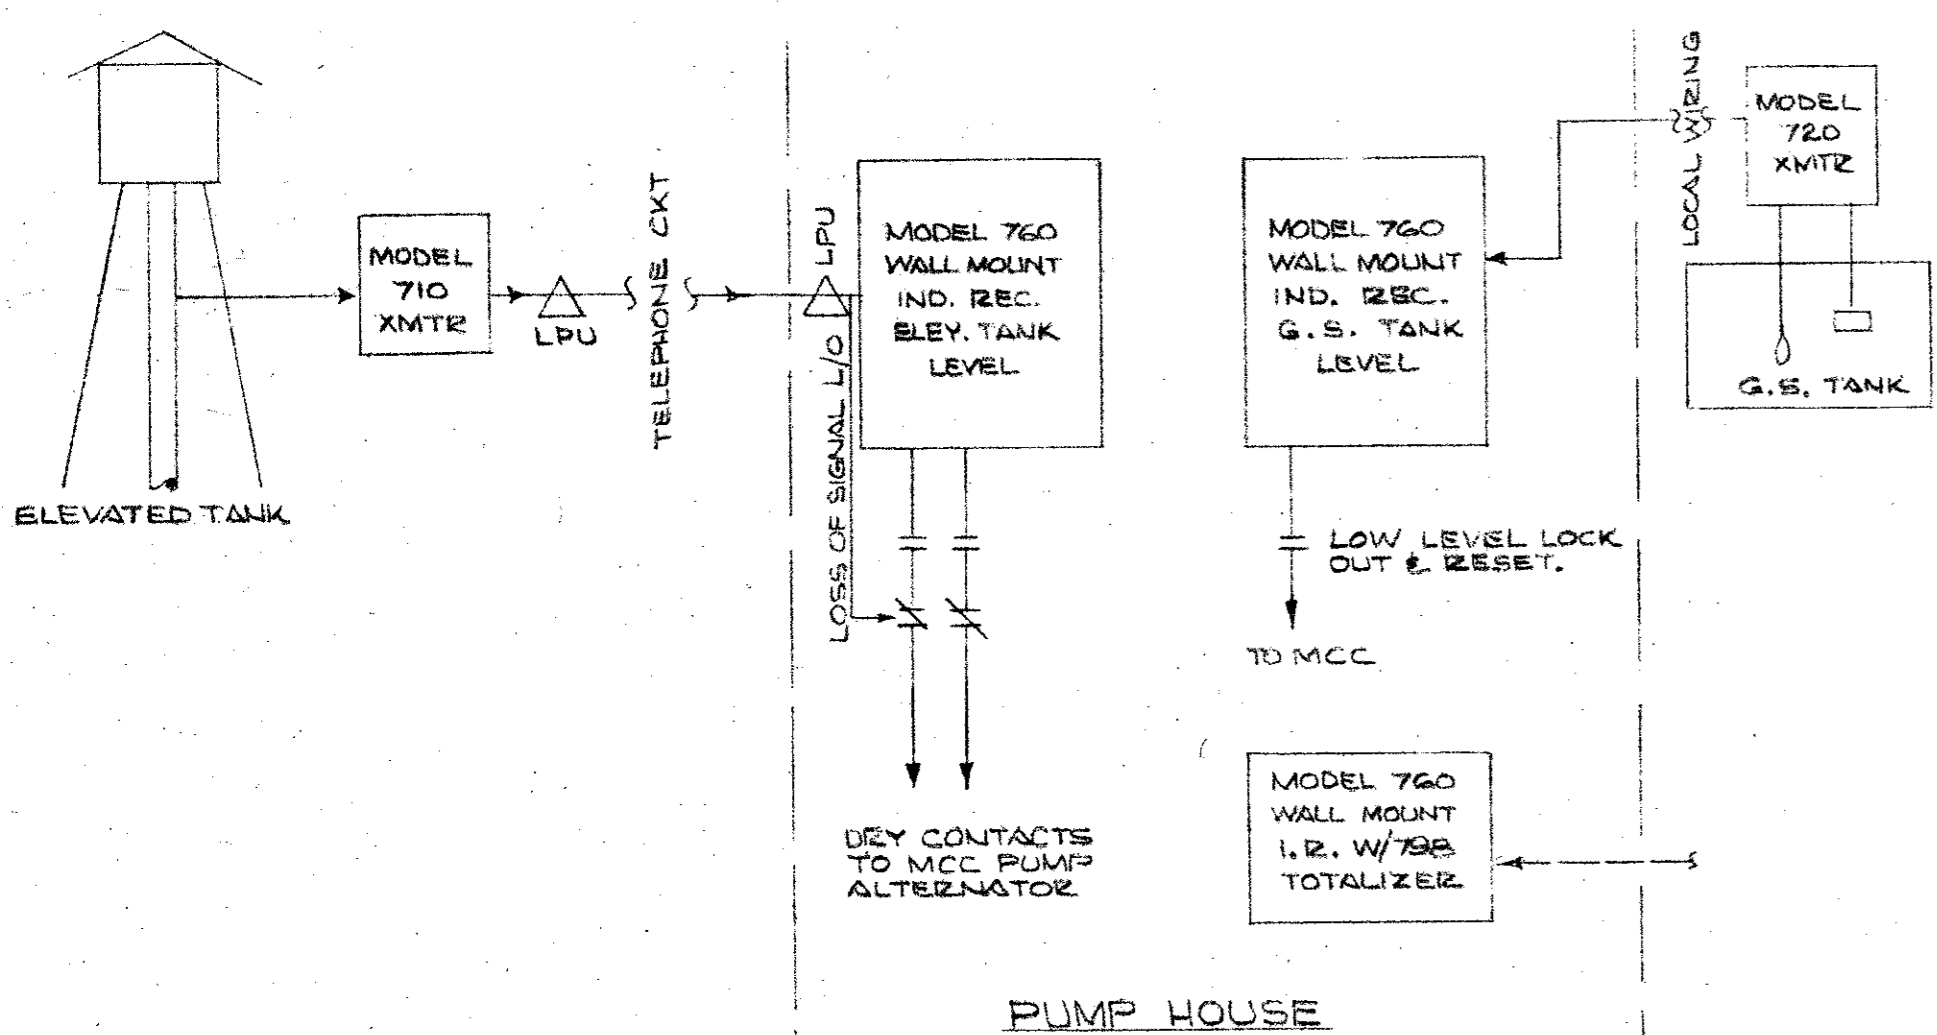 ELEVATED TANK
MODEL
710
XMTR
LPU
TELEPHONE CKT
LPU
LOSS OF SIGNAL L/O
MODEL 760
WALL MOUNT
IND. REC.
ELEV. TANK
LEVEL
DRY CONTACTS
TO MCC PUMP
ALTERNATOR
MODEL 760
WALL MOUNT
IND. REC.
G.S. TANK
LEVEL
LOW LEVEL LOCK
OUT & RESET.
TO MCC
LOCAL WIRING
MODEL
720
XMTR
G.S. TANK
MODEL 760
WALL MOUNT
I.R. W/798
TOTALIZER
PUMP HOUSE